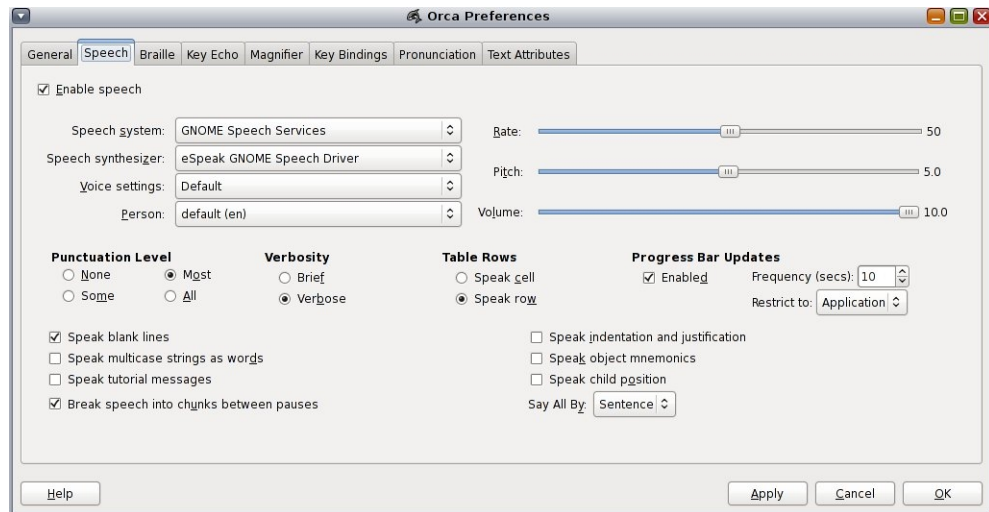 Orca Preferences
General Speech Braille Key Echo Magnifier Key Bindings Pronunciation Text Attributes
Enable speech
Speech system: GNOME Speech Services
Speech synthesizer: eSpeak GNOME Speech Driver
Voice settings: Default
Person: default (en)
Rate: 50
Pitch: 5.0
Volume: 10.0
Punctuation Level
None Most
Some All
Verbosity
Brief
Verbose
Table Rows
Speak cell
Speak row
Progress Bar Updates
Enabled Frequency (secs): 10
Restrict to: Application
Speak blank lines
Speak multicase strings as words
Speak tutorial messages
Break speech into chunks between pauses
Speak indentation and justification
Speak object mnemonics
Speak child position
Say All By: Sentence
Help Apply Cancel OK